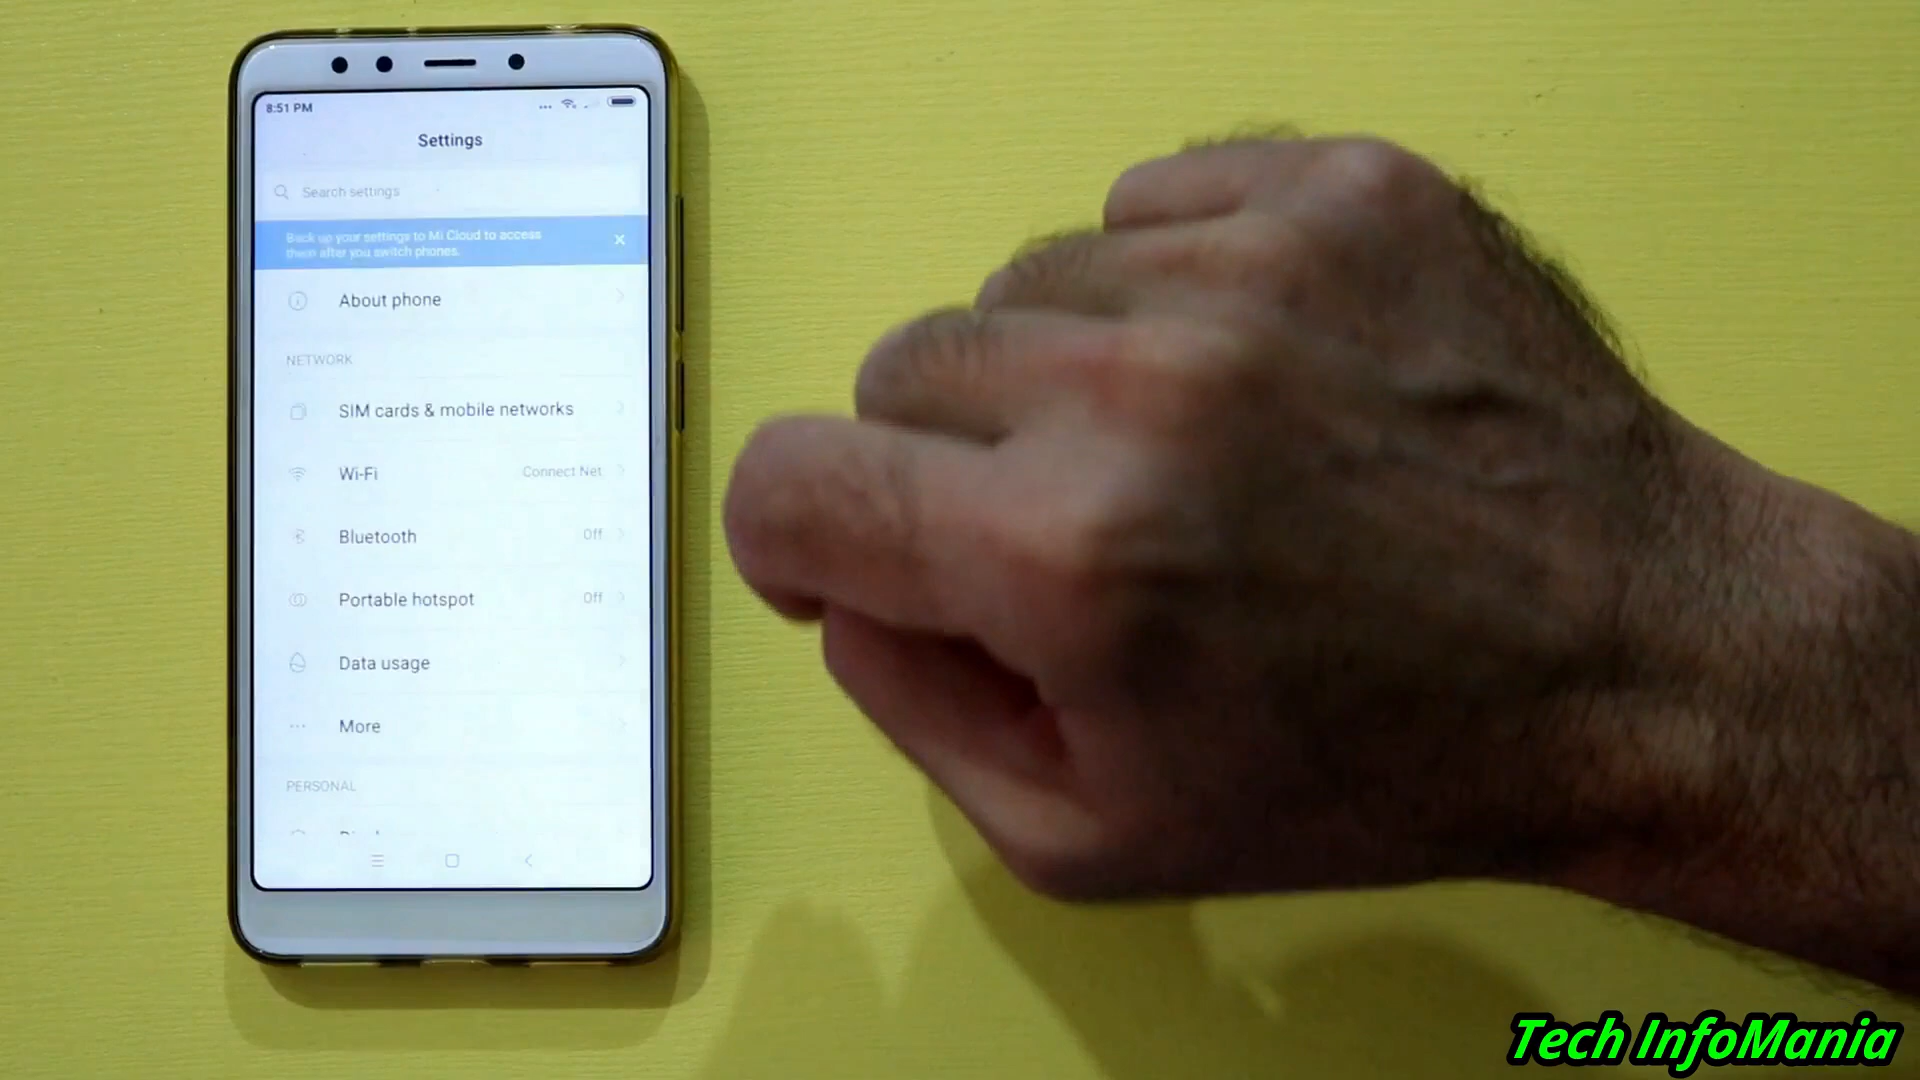 8:51 PM
Settings
Search settings
Back up your settings to Mi Cloud to access
them after you switch phones.
About phone
NETWORK
SIM cards & mobile networks
Wi-Fi
Connect Net
Bluetooth
Off
Portable hotspot
Off
Data usage
More
PERSONAL
Tech InfoMania